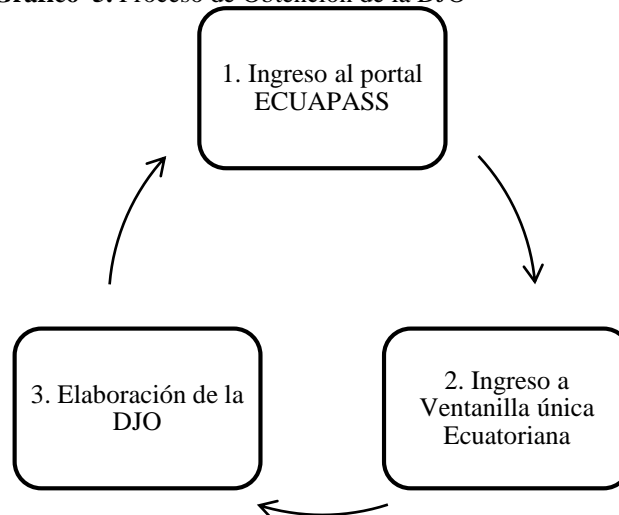 Gráfico 3. Proceso de Obtención de la DJO
1. Ingreso al portal
ECUAPASS
2. Ingreso a
Ventanilla única
Ecuatoriana
3. Elaboración de la
DJO